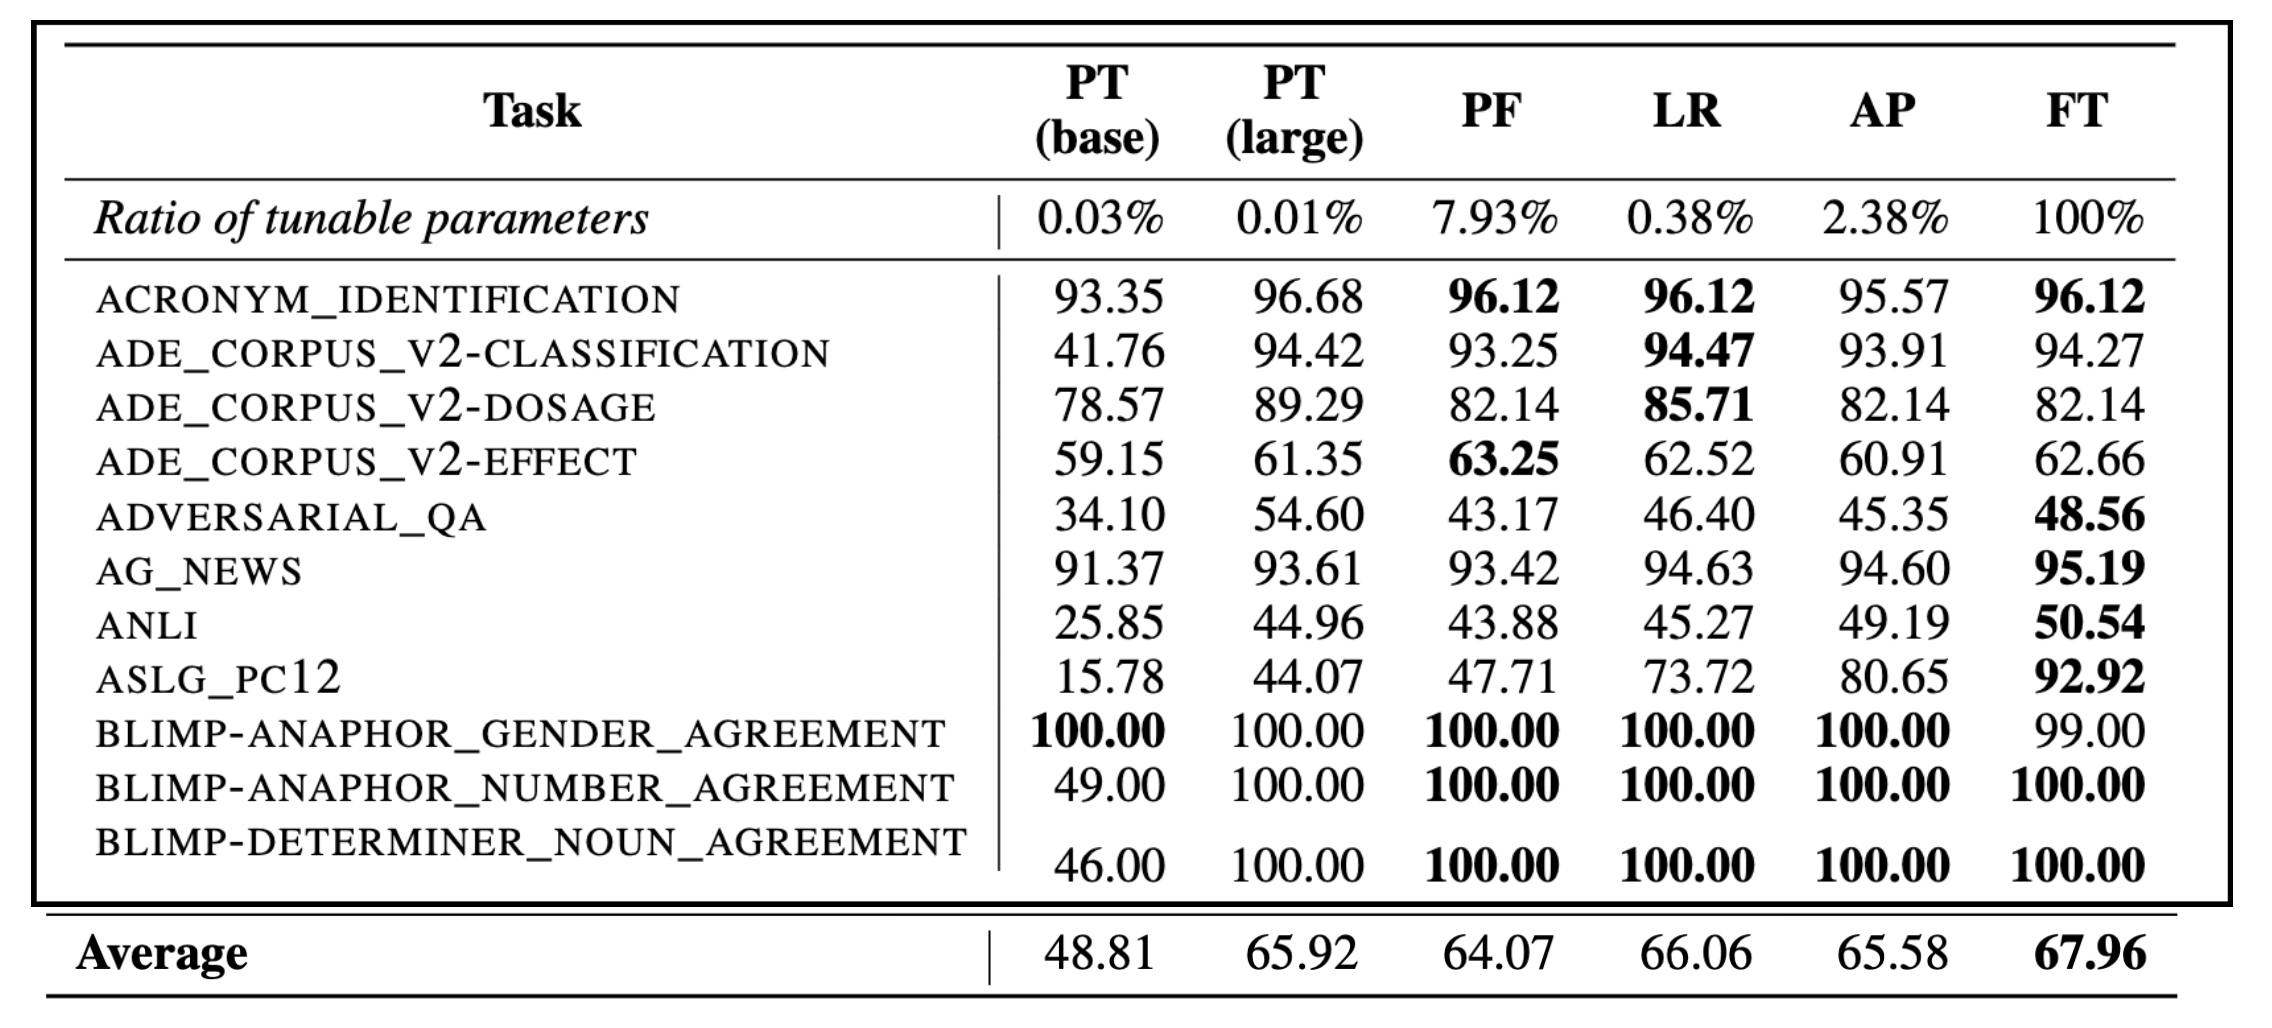 Task PT (base) PT (large) PF LR AP FT
Ratio of tunable parameters 0.03% 0.01% 7.93% 0.38% 2.38% 100%
ACRONYM_IDENTIFICATION 93.35 96.68 96.12 96.12 95.57 96.12
ADE_CORPUS_V2-CLASSIFICATION 41.76 94.42 93.25 94.47 93.91 94.27
ADE_CORPUS_V2-DOSAGE 78.57 89.29 82.14 85.71 82.14 82.14
ADE_CORPUS_V2-EFFECT 59.15 61.35 63.25 62.52 60.91 62.66
ADVERSARIAL_QA 34.10 54.60 43.17 46.40 45.35 48.56
AG_NEWS 91.37 93.61 93.42 94.63 94.60 95.19
ANLI 25.85 44.96 43.88 45.27 49.19 50.54
ASLG_PC12 15.78 44.07 47.71 73.72 80.65 92.92
BLIMP-ANAPHOR_GENDER_AGREEMENT 100.00 100.00 100.00 100.00 100.00 99.00
BLIMP-ANAPHOR_NUMBER_AGREEMENT 49.00 100.00 100.00 100.00 100.00 100.00
BLIMP-DETERMINER_NOUN_AGREEMENT 46.00 100.00 100.00 100.00 100.00 100.00
Average 48.81 65.92 64.07 66.06 65.58 67.96